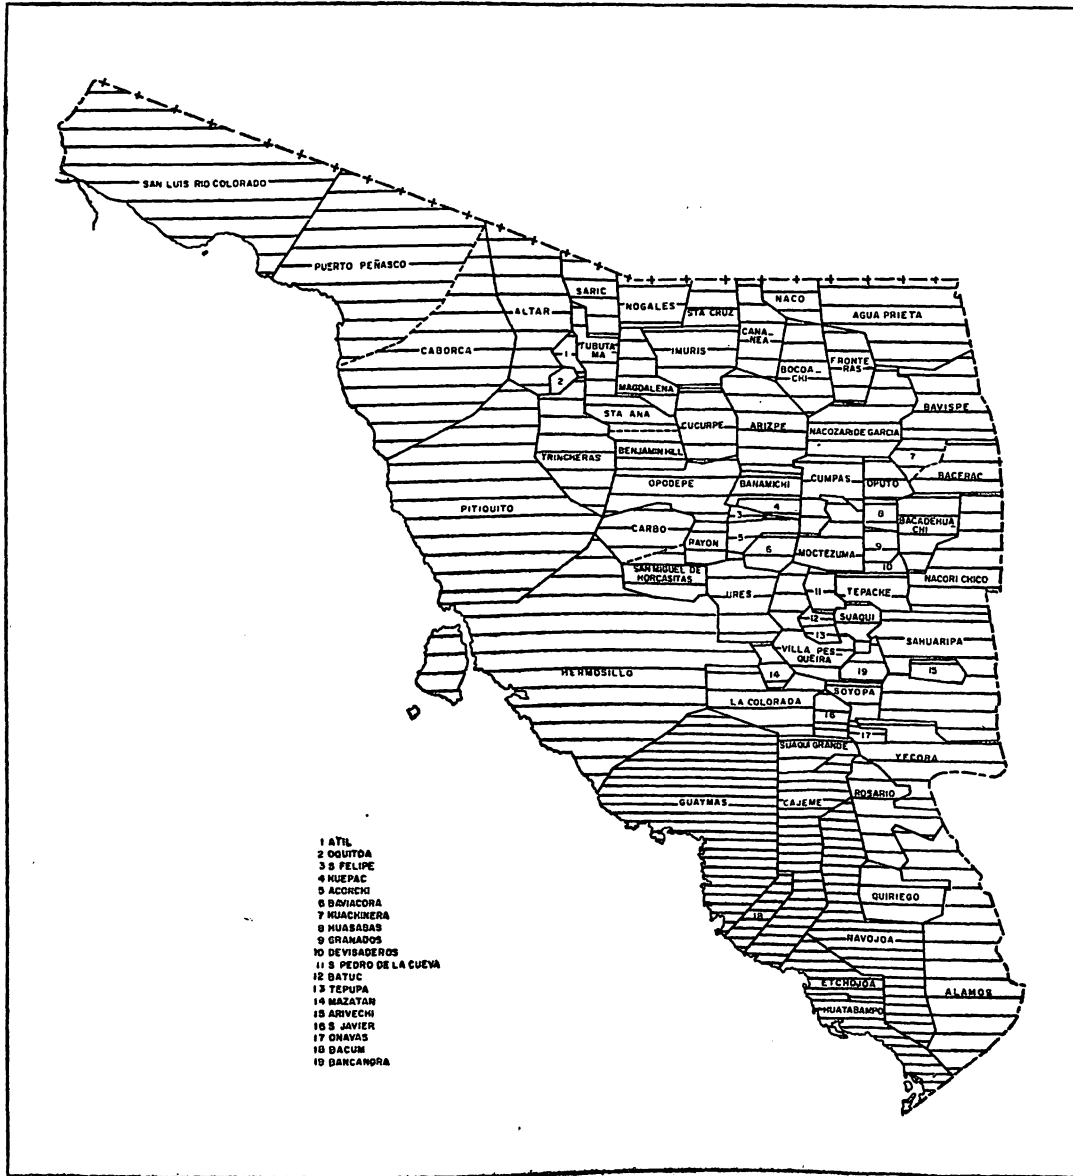 SAN LUIS RIO COLORADO
PUERTO PEÑASCO
SARIC
NOGALES
STA CRUZ
NACO
AGUA PRIETA
ALTAR
CABORCA
1
TUBUTA
MA
2
IMURIS
CANA
NEA
BOCOA
CHI
FRONTE
RAS
MAGDALENA
STA ANA
CUCURPE
ARIZPE
NACOZARI DE GARCIA
BAVISPE
TRINCHERAS
BENJAMIN HILL
7
PITIQUITO
OPODEPE
BANAMICHI
CUMPAS
OPUTO
BACERAC
CARBO
RAYON
3
4
5
6
MOCTEZUMA
8
9
10
BACADEHUA
CHI
SAN MIGUEL DE
HORCASITAS
URES
11
TEPACHE
NACORI CHICO
12
SUAQUI
13
VILLA PES
QUEIRA
SAHUARIPA
HERMOSILLO
14
19
15
LA COLORADA
SOYOPA
16
17
SUAQUI GRANDE
YECORA
GUAYMAS
CAJEME
ROSARIO
18
QUIRIEGO
NAVOJOA
ETCHOJOA
ALAMOS
HUATABAMPO
1 ATIL
2 OQUITOA
3 S FELIPE
4 HUEPAC
5 ACORCHI
6 BAVIACORA
7 HUACHINERA
8 HUASABAS
9 GRANADOS
10 DEVISADEROS
11 S PEDRO DE LA CUEVA
12 BATUC
13 TEPUPA
14 MAZATAN
15 ARIVECHI
16 S JAVIER
17 ONAVAS
18 BACUM
19 BANCANORA